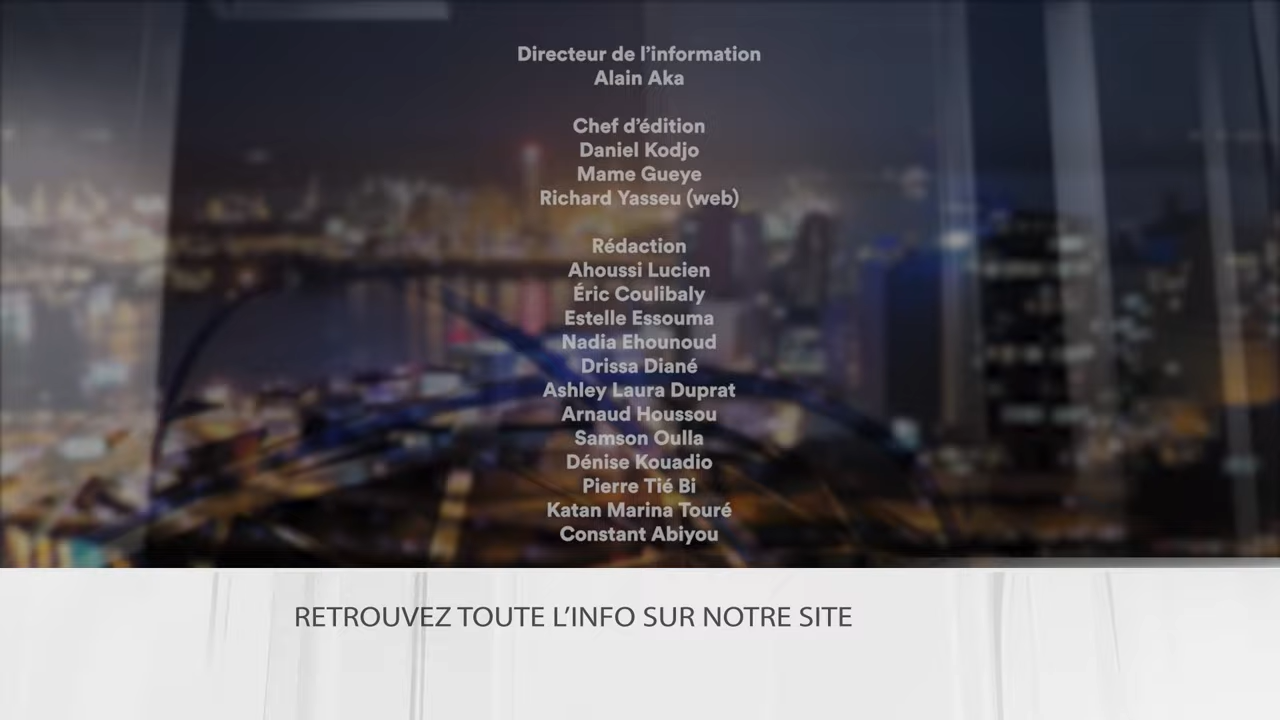 Directeur de l’information
Alain Aka
Chef d’édition
Daniel Kodjo
Mame Gueye
Richard Yasseu (web)
Rédaction
Ahoussi Lucien
Éric Coulibaly
Estelle Essouma
Nadia Ehounoud
Drissa Diané
Ashley Laura Duprat
Arnaud Houssou
Samson Oulla
Dénise Kouadio
Pierre Tié Bi
Katan Marina Touré
Constant Abiyou
RETROUVEZ TOUTE L’INFO SUR NOTRE SITE